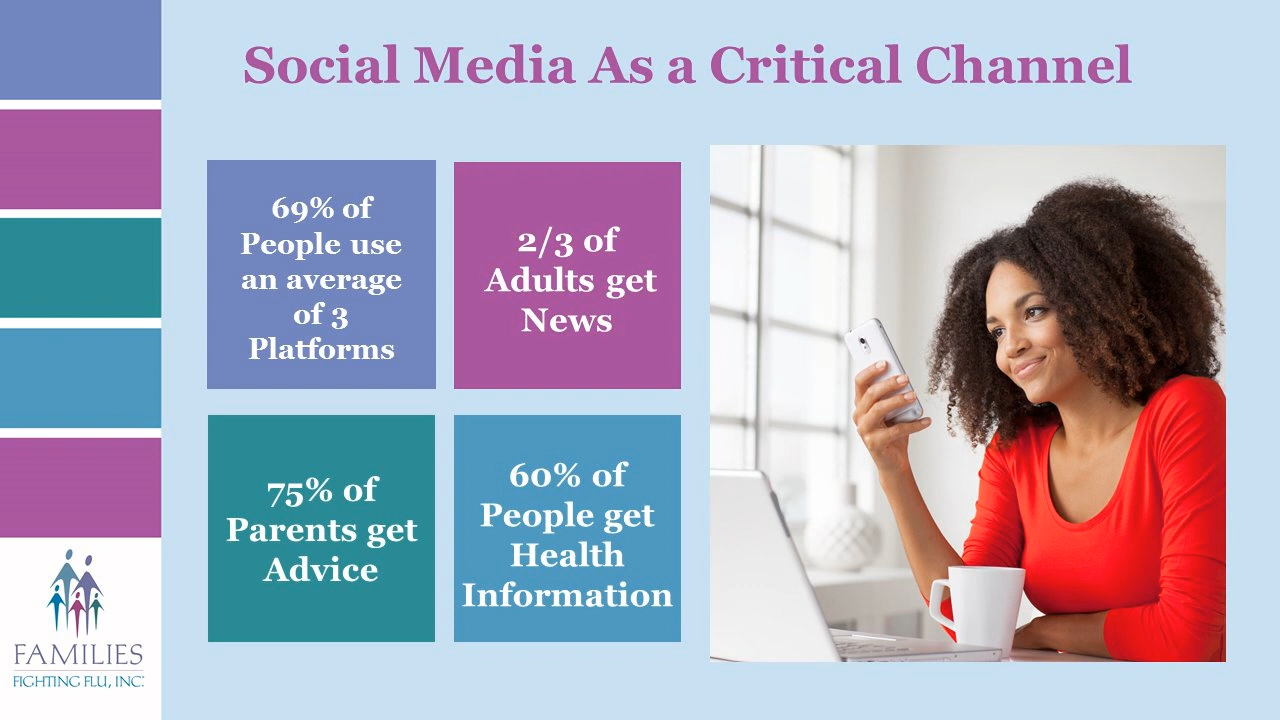 Social Media As a Critical Channel
69% of
People use
an average
of 3
Platforms
2/3 of
Adults get
News
75% of
Parents get
Advice
60% of
People get
Health
Information
FAMILIES
FIGHTING FLU, INC.